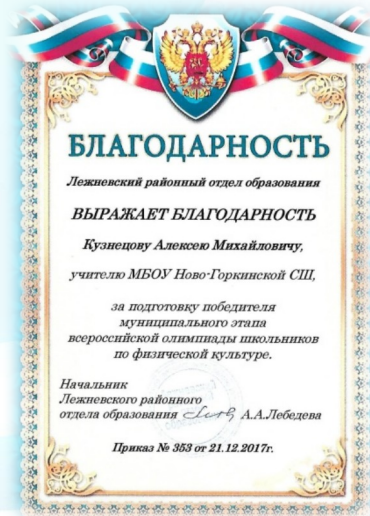 БЛАГОДАРНОСТЬ
Лежневский районный отдел образования
ВЫРАЖАЕТ БЛАГОДАРНОСТЬ
Кузнецову Алексею Михайловичу,
учителю МБОУ Ново-Горкинской СШ,
за подготовку победителя
муниципального этапа
всероссийской олимпиады школьников
по физической культуре.
Начальник
Лежневского районного
отдела образования А.А.Лебедева
Приказ № 353 от 21.12.2017г.